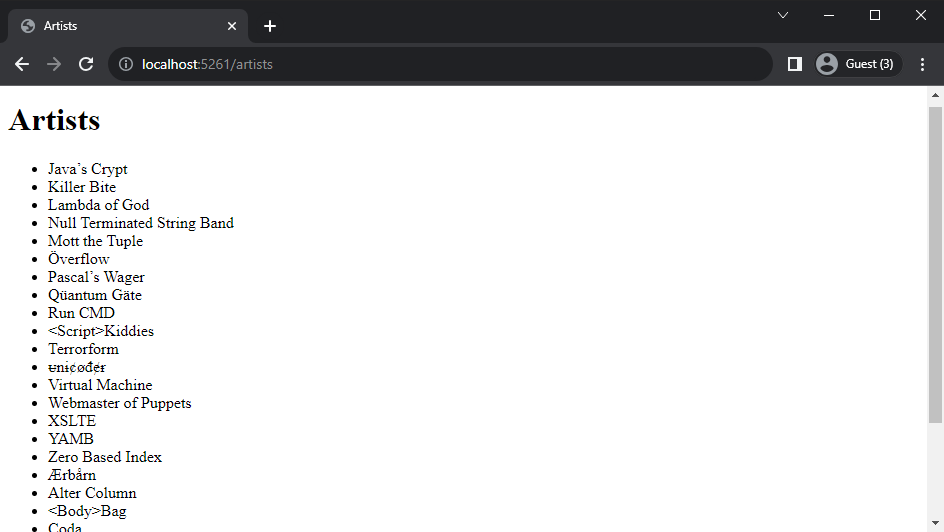 Artists
localhost:5261/artists
Guest (3)
Artists
Java’s Crypt
Killer Bite
Lambda of God
Null Terminated String Band
Mott the Tuple
Överflow
Pascal’s Wager
Qüantum Gäte
Run CMD
<Script>Kiddies
Terrorform
ʉnɨȼøđɇɍ
Virtual Machine
Webmaster of Puppets
XSLTE
YAMB
Zero Based Index
Ærbårn
Alter Column
<Body>Bag
Coda